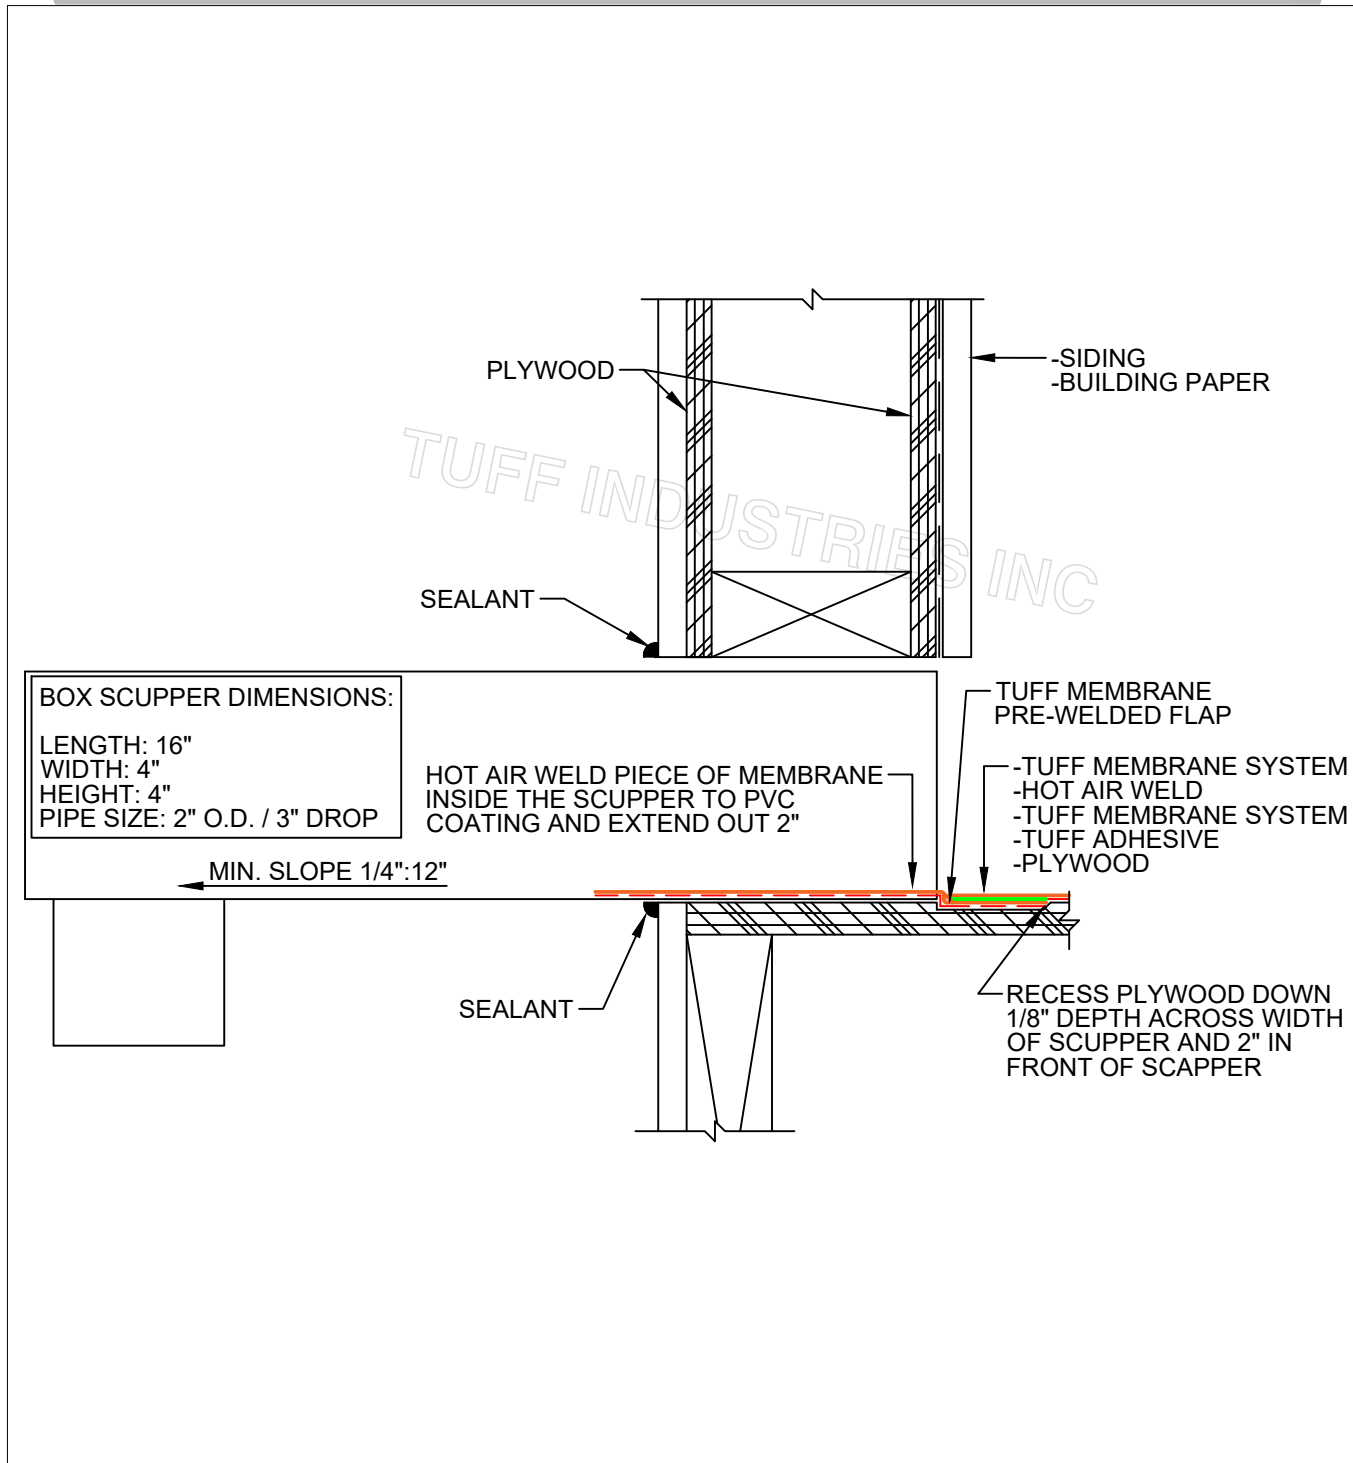 PLYWOOD
-SIDING
-BUILDING PAPER
TUFF INDUSTRIES INC
SEALANT
BOX SCUPPER DIMENSIONS:
LENGTH: 16"
WIDTH: 4"
HEIGHT: 4"
PIPE SIZE: 2" O.D. / 3" DROP
MIN. SLOPE 1/4":12"
HOT AIR WELD PIECE OF MEMBRANE
INSIDE THE SCUPPER TO PVC
COATING AND EXTEND OUT 2"
TUFF MEMBRANE
PRE-WELDED FLAP
-TUFF MEMBRANE SYSTEM
-HOT AIR WELD
-TUFF MEMBRANE SYSTEM
-TUFF ADHESIVE
-PLYWOOD
SEALANT
RECESS PLYWOOD DOWN
1/8" DEPTH ACROSS WIDTH
OF SCUPPER AND 2" IN
FRONT OF SCAPPER